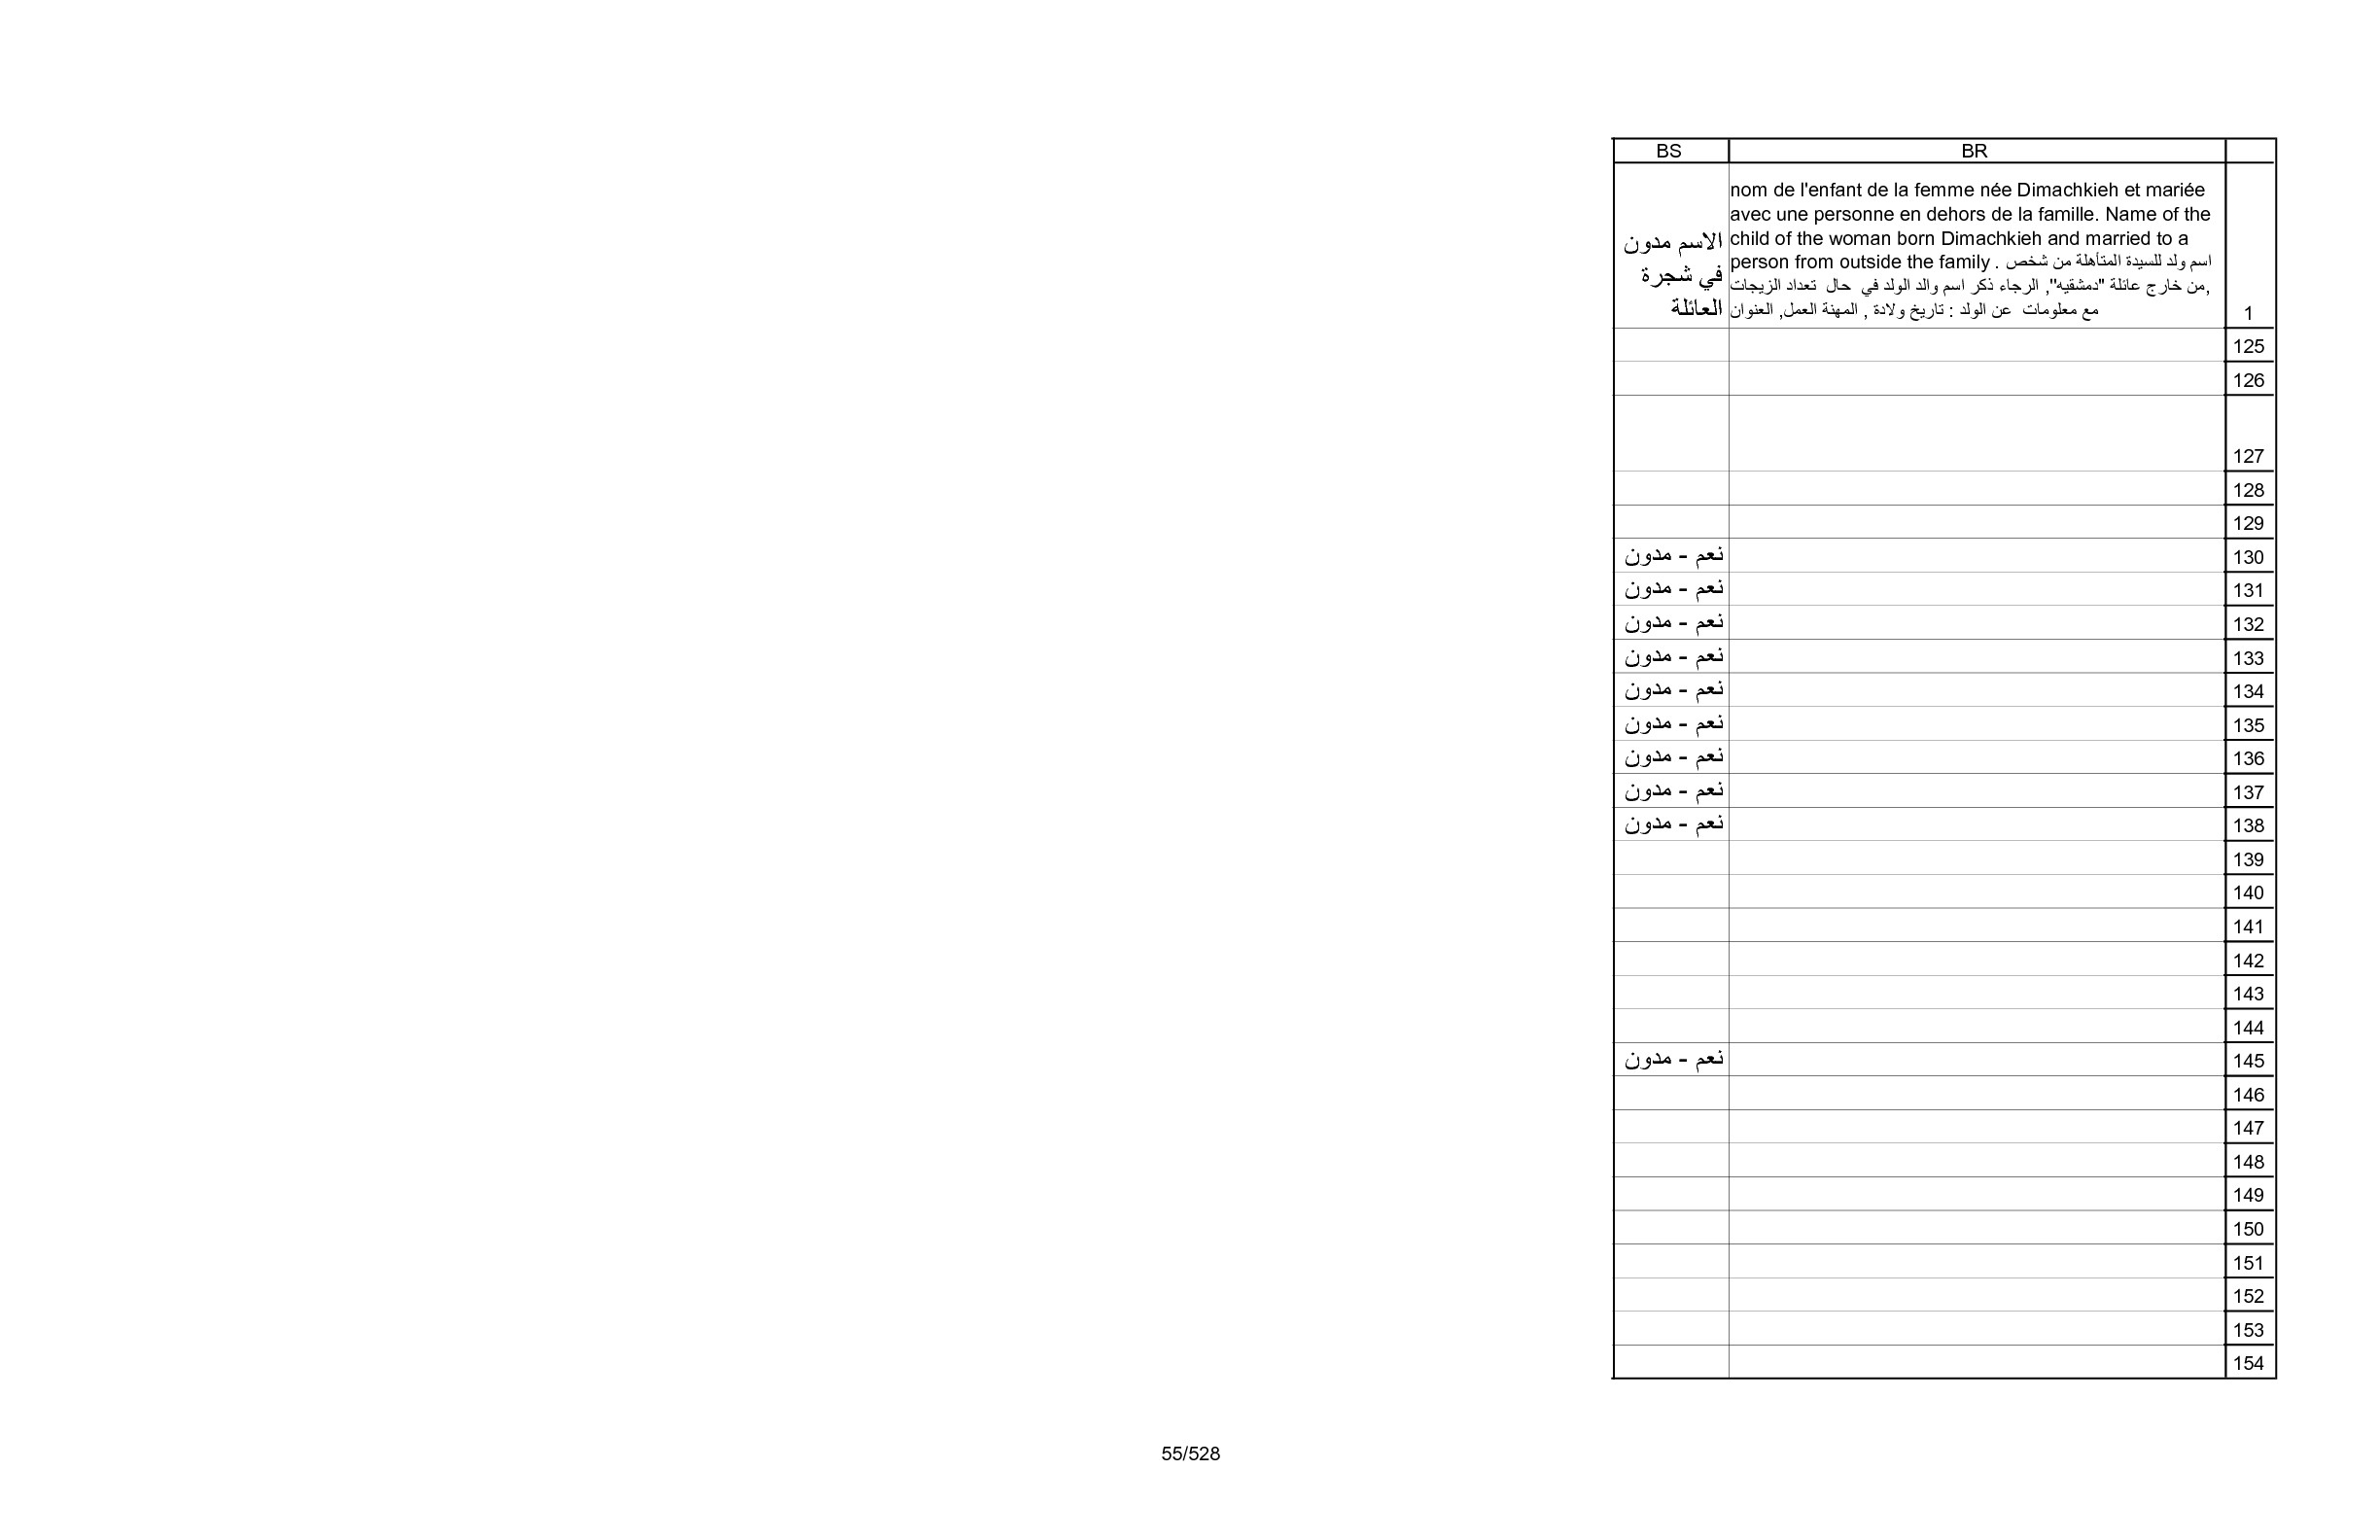 BS BR
nom de l'enfant de la femme née Dimachkieh et mariée
avec une personne en dehors de la famille. Name of the
child of the woman born Dimachkieh and married to a
person from outside the family . اسم ولد للسيدة المتأهلة من شخص
من خارج عائلة "دمشقيه", الرجاء ذكر اسم والد الولد في حال تعداد الزيجات,
مع معلومات عن الولد : تاريخ ولادة , المهنة العمل, العنوان
الاسم مدون
في شجرة
العائلة
1
125
126
127
128
129
130 نعم - مدون
131 نعم - مدون
132 نعم - مدون
133 نعم - مدون
134 نعم - مدون
135 نعم - مدون
136 نعم - مدون
137 نعم - مدون
138 نعم - مدون
139
140
141
142
143
144
145 نعم - مدون
146
147
148
149
150
151
152
153
154
55/528